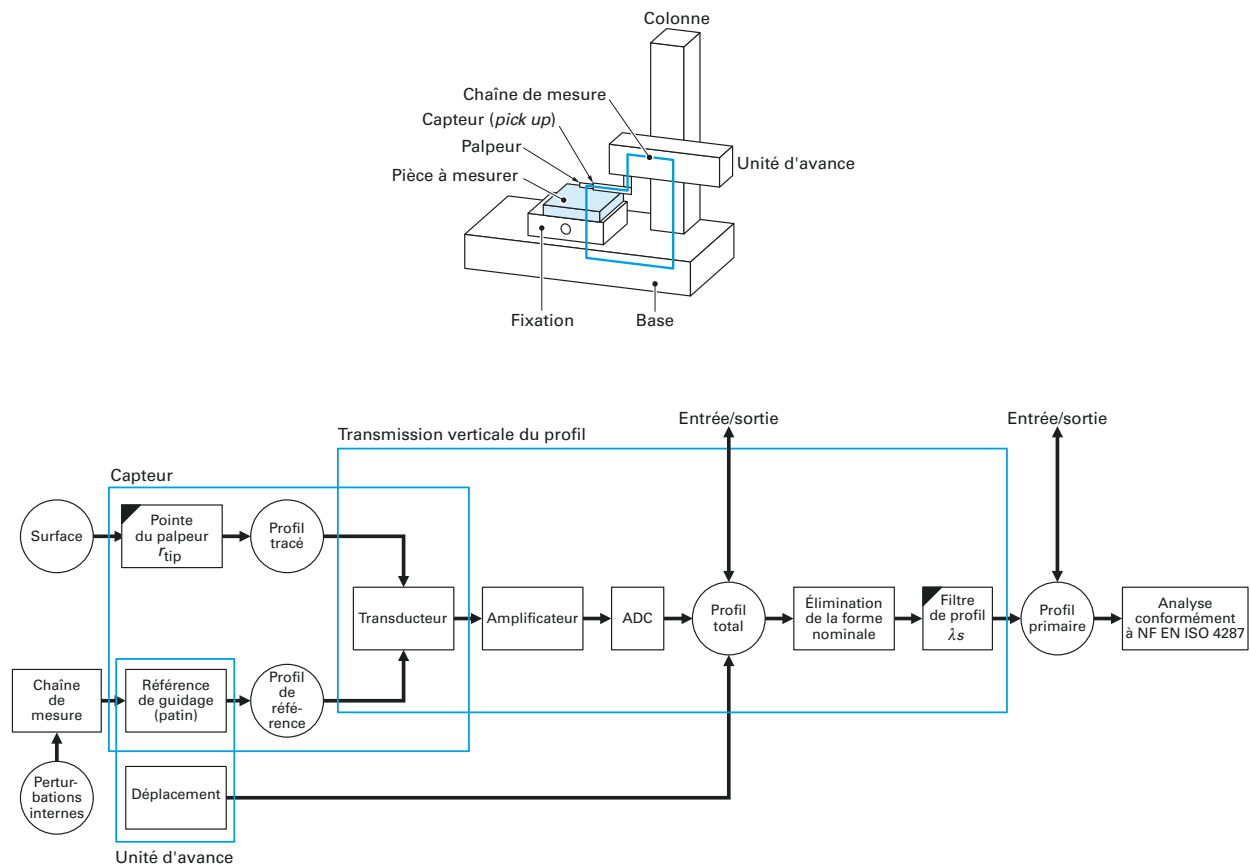 Colonne
Chaîne de mesure
Capteur (pick up)
Palpeur
Pièce à mesurer
Unité d'avance
Fixation
Base
Entrée/sortie
Entrée/sortie
Transmission verticale du profil
Capteur
Surface
Pointe
du palpeur
rtip
Profil
tracé
Transducteur
Amplificateur
ADC
Profil
total
Élimination
de la forme
nominale
Filtre
de profil
λs
Profil
primaire
Analyse
conformément
à NF EN ISO 4287
Chaîne
de
mesure
Référence
de guidage
(patin)
Profil
de
réfé-
rence
Pertur-
bations
internes
Déplacement
Unité d'avance